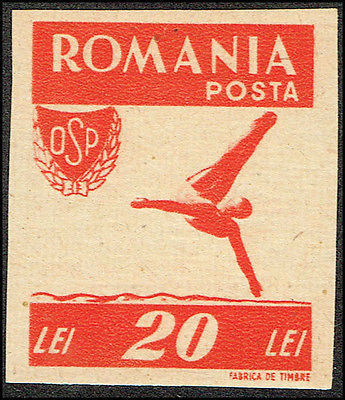 ROMANIA
POSTA
OSP
LEI 20 LEI
FABRICA DE TIMBRE